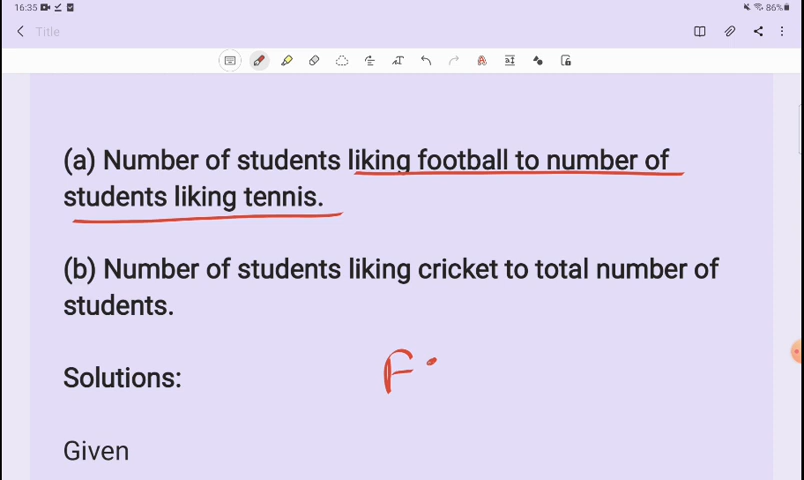 16:35
86%
Title
(a) Number of students liking football to number of
students liking tennis.
(b) Number of students liking cricket to total number of
students.
Solutions:
F
Given